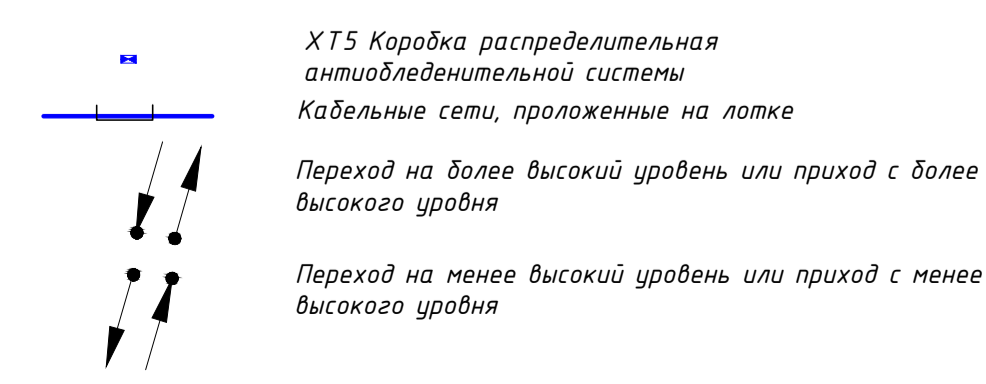 ХТ5 Коробка распределительная
антиобледенительной системы
Кабельные сети, проложенные на лотке
Переход на более высокий уровень или приход с более
высокого уровня
Переход на менее высокий уровень или приход с менее
высокого уровня